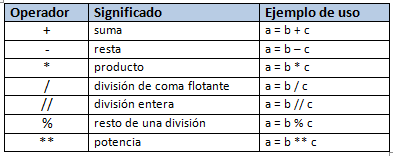 Operador Significado Ejemplo de uso
+ suma a = b + c
- resta a = b – c
* producto a = b * c
/ división de coma flotante a = b / c
// división entera a = b // c
% resto de una división a = b % c
** potencia a = b ** c